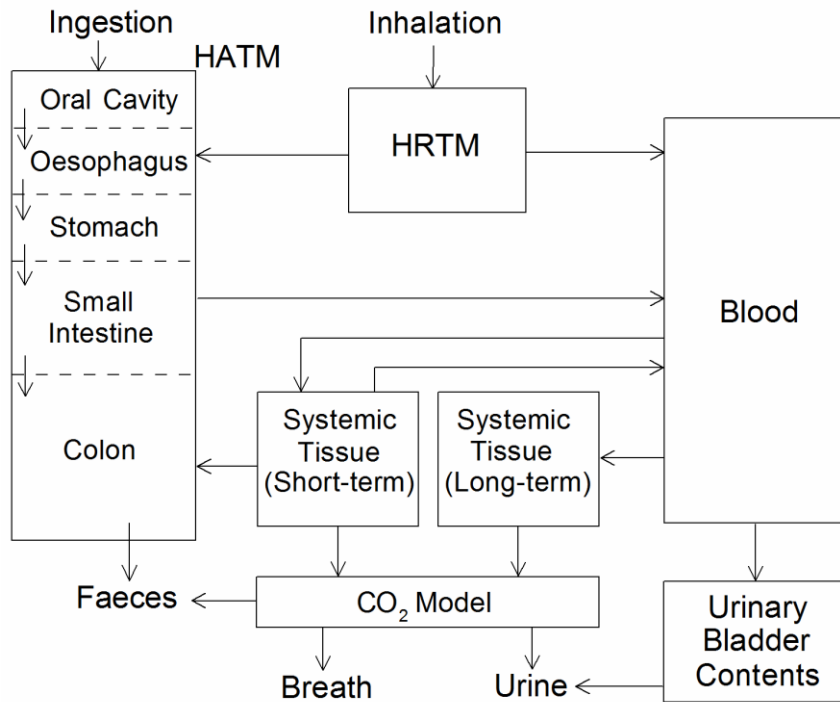 Ingestion
Inhalation
HATM
Oral Cavity
Oesophagus
Stomach
Small
Intestine
Colon
HRTM
Blood
Systemic
Tissue
(Short-term)
Systemic
Tissue
(Long-term)
CO₂ Model
Faeces
Breath
Urine
Urinary
Bladder
Contents